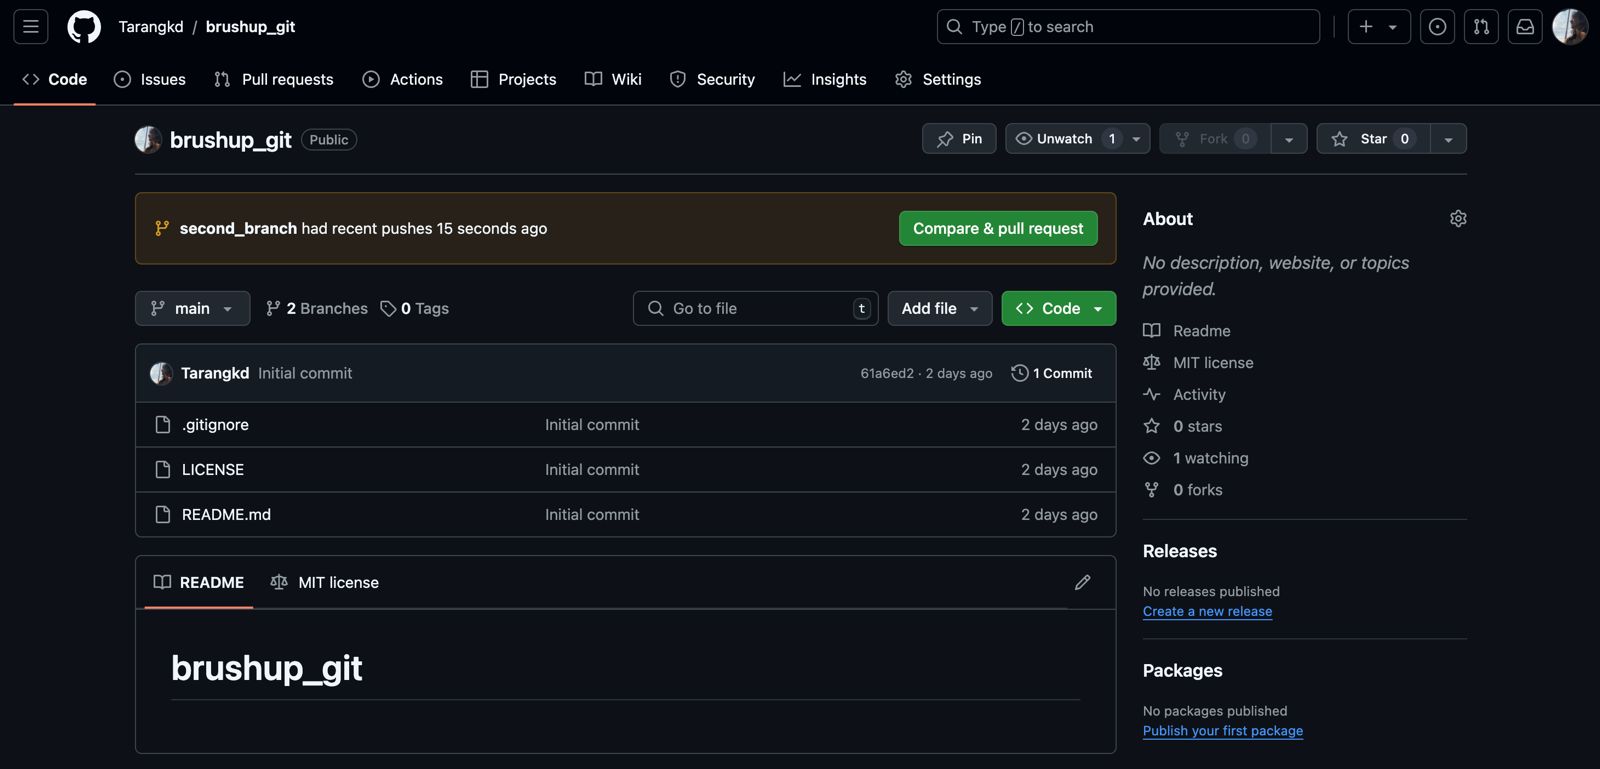 Tarangkd / brushup_git
Type / to search
Code Issues Pull requests Actions Projects Wiki Security Insights Settings
brushup_git Public
Pin Unwatch 1 Fork 0 Star 0
second_branch had recent pushes 15 seconds ago
Compare & pull request
main 2 Branches 0 Tags
Go to file t Add file Code
Tarangkd Initial commit 61a6ed2 · 2 days ago 1 Commit
.gitignore Initial commit 2 days ago
LICENSE Initial commit 2 days ago
README.md Initial commit 2 days ago
README MIT license
brushup_git
About
No description, website, or topics
provided.
Readme
MIT license
Activity
0 stars
1 watching
0 forks
Releases
No releases published
Create a new release
Packages
No packages published
Publish your first package